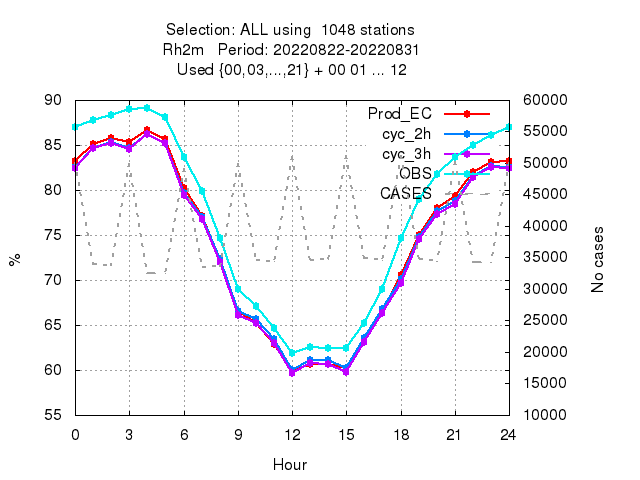 Selection: ALL using  1048 stations
Rh2m   Period: 20220822-20220831
Used {00,03,...,21} + 00 01 ... 12
90 60000
Prod_EC
85 55000
cyc_2h
cyc_3h
50000
OBS
80 45000
CASES
40000
75 35000
%
No cases
70 30000
25000
65 20000
60 15000
55 10000
0 3 6 9 12 15 18 21 24
Hour